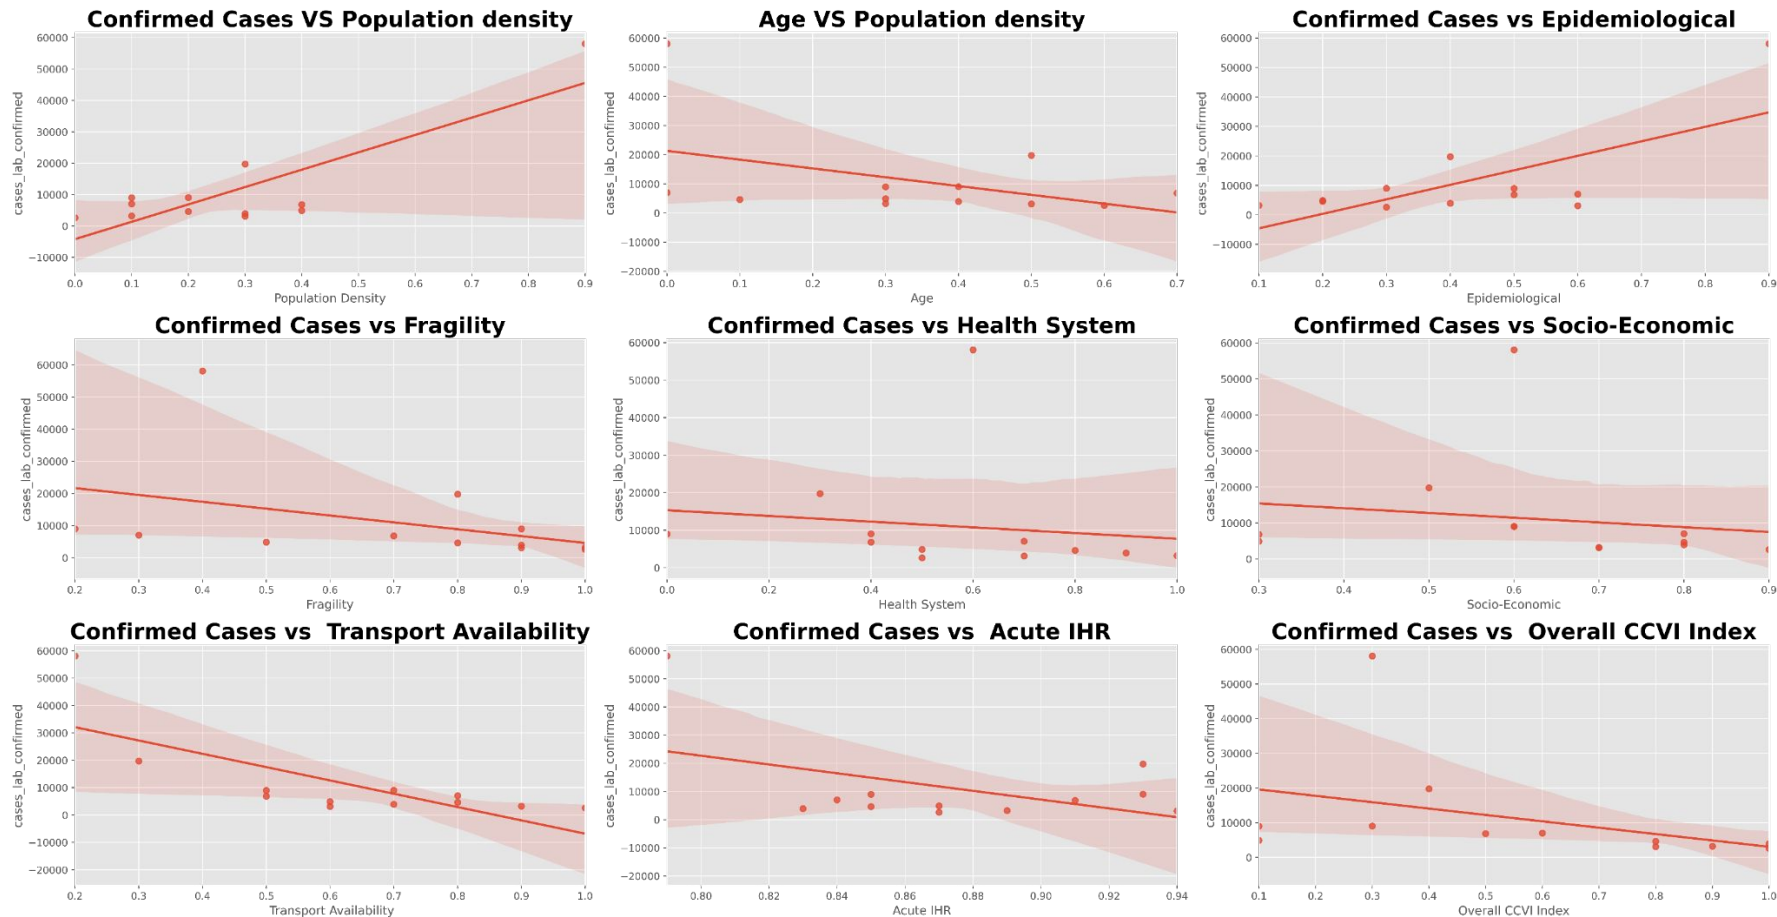 Confirmed Cases VS Population density
60000
50000
40000
30000
20000
10000
0
−10000
cases_lab_confirmed
0.0 0.1 0.2 0.3 0.4 0.5 0.6 0.7 0.8 0.9
Population Density
Age VS Population density
60000
50000
40000
30000
20000
10000
0
−10000
−20000
cases_lab_confirmed
0.0 0.1 0.2 0.3 0.4 0.5 0.6 0.7
Age
Confirmed Cases vs Epidemiological
60000
50000
40000
30000
20000
10000
0
−10000
cases_lab_confirmed
0.1 0.2 0.3 0.4 0.5 0.6 0.7 0.8 0.9
Epidemiological
Confirmed Cases vs Fragility
60000
50000
40000
30000
20000
10000
0
cases_lab_confirmed
0.2 0.3 0.4 0.5 0.6 0.7 0.8 0.9 1.0
Fragility
Confirmed Cases vs Health System
60000
50000
40000
30000
20000
10000
0
cases_lab_confirmed
0.0 0.2 0.4 0.6 0.8 1.0
Health System
Confirmed Cases vs Socio-Economic
60000
50000
40000
30000
20000
10000
0
cases_lab_confirmed
0.3 0.4 0.5 0.6 0.7 0.8 0.9
Socio-Economic
Confirmed Cases vs  Transport Availability
60000
50000
40000
30000
20000
10000
0
−10000
−20000
cases_lab_confirmed
0.2 0.3 0.4 0.5 0.6 0.7 0.8 0.9 1.0
Transport Availability
Confirmed Cases vs  Acute IHR
60000
50000
40000
30000
20000
10000
0
−10000
−20000
cases_lab_confirmed
0.80 0.82 0.84 0.86 0.88 0.90 0.92 0.94
Acute IHR
Confirmed Cases vs  Overall CCVI Index
60000
50000
40000
30000
20000
10000
0
cases_lab_confirmed
0.1 0.2 0.3 0.4 0.5 0.6 0.7 0.8 0.9 1.0
Overall CCVI Index